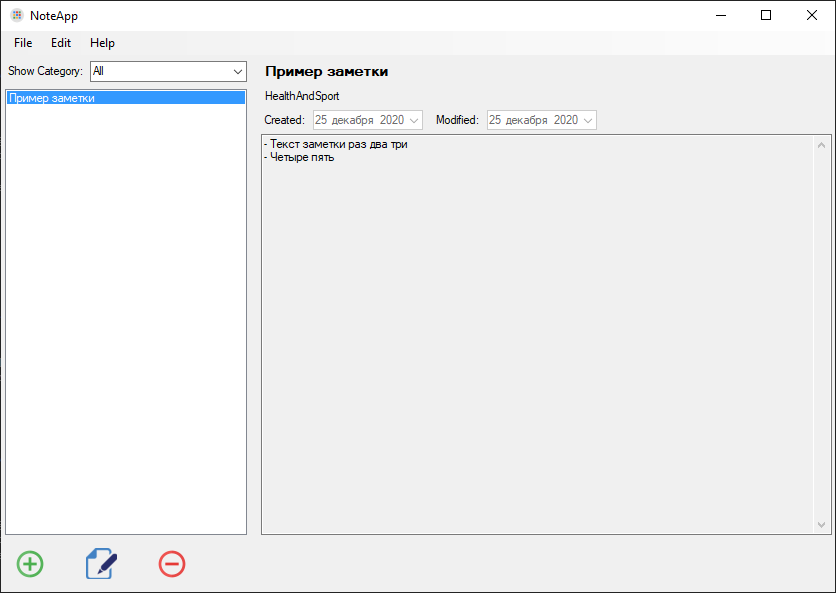 NoteApp
File Edit Help
Show Category: All
Пример заметки
Пример заметки
HealthAndSport
Created: 25 декабря 2020 Modified: 25 декабря 2020
- Текст заметки раз два три
- Четыре пять